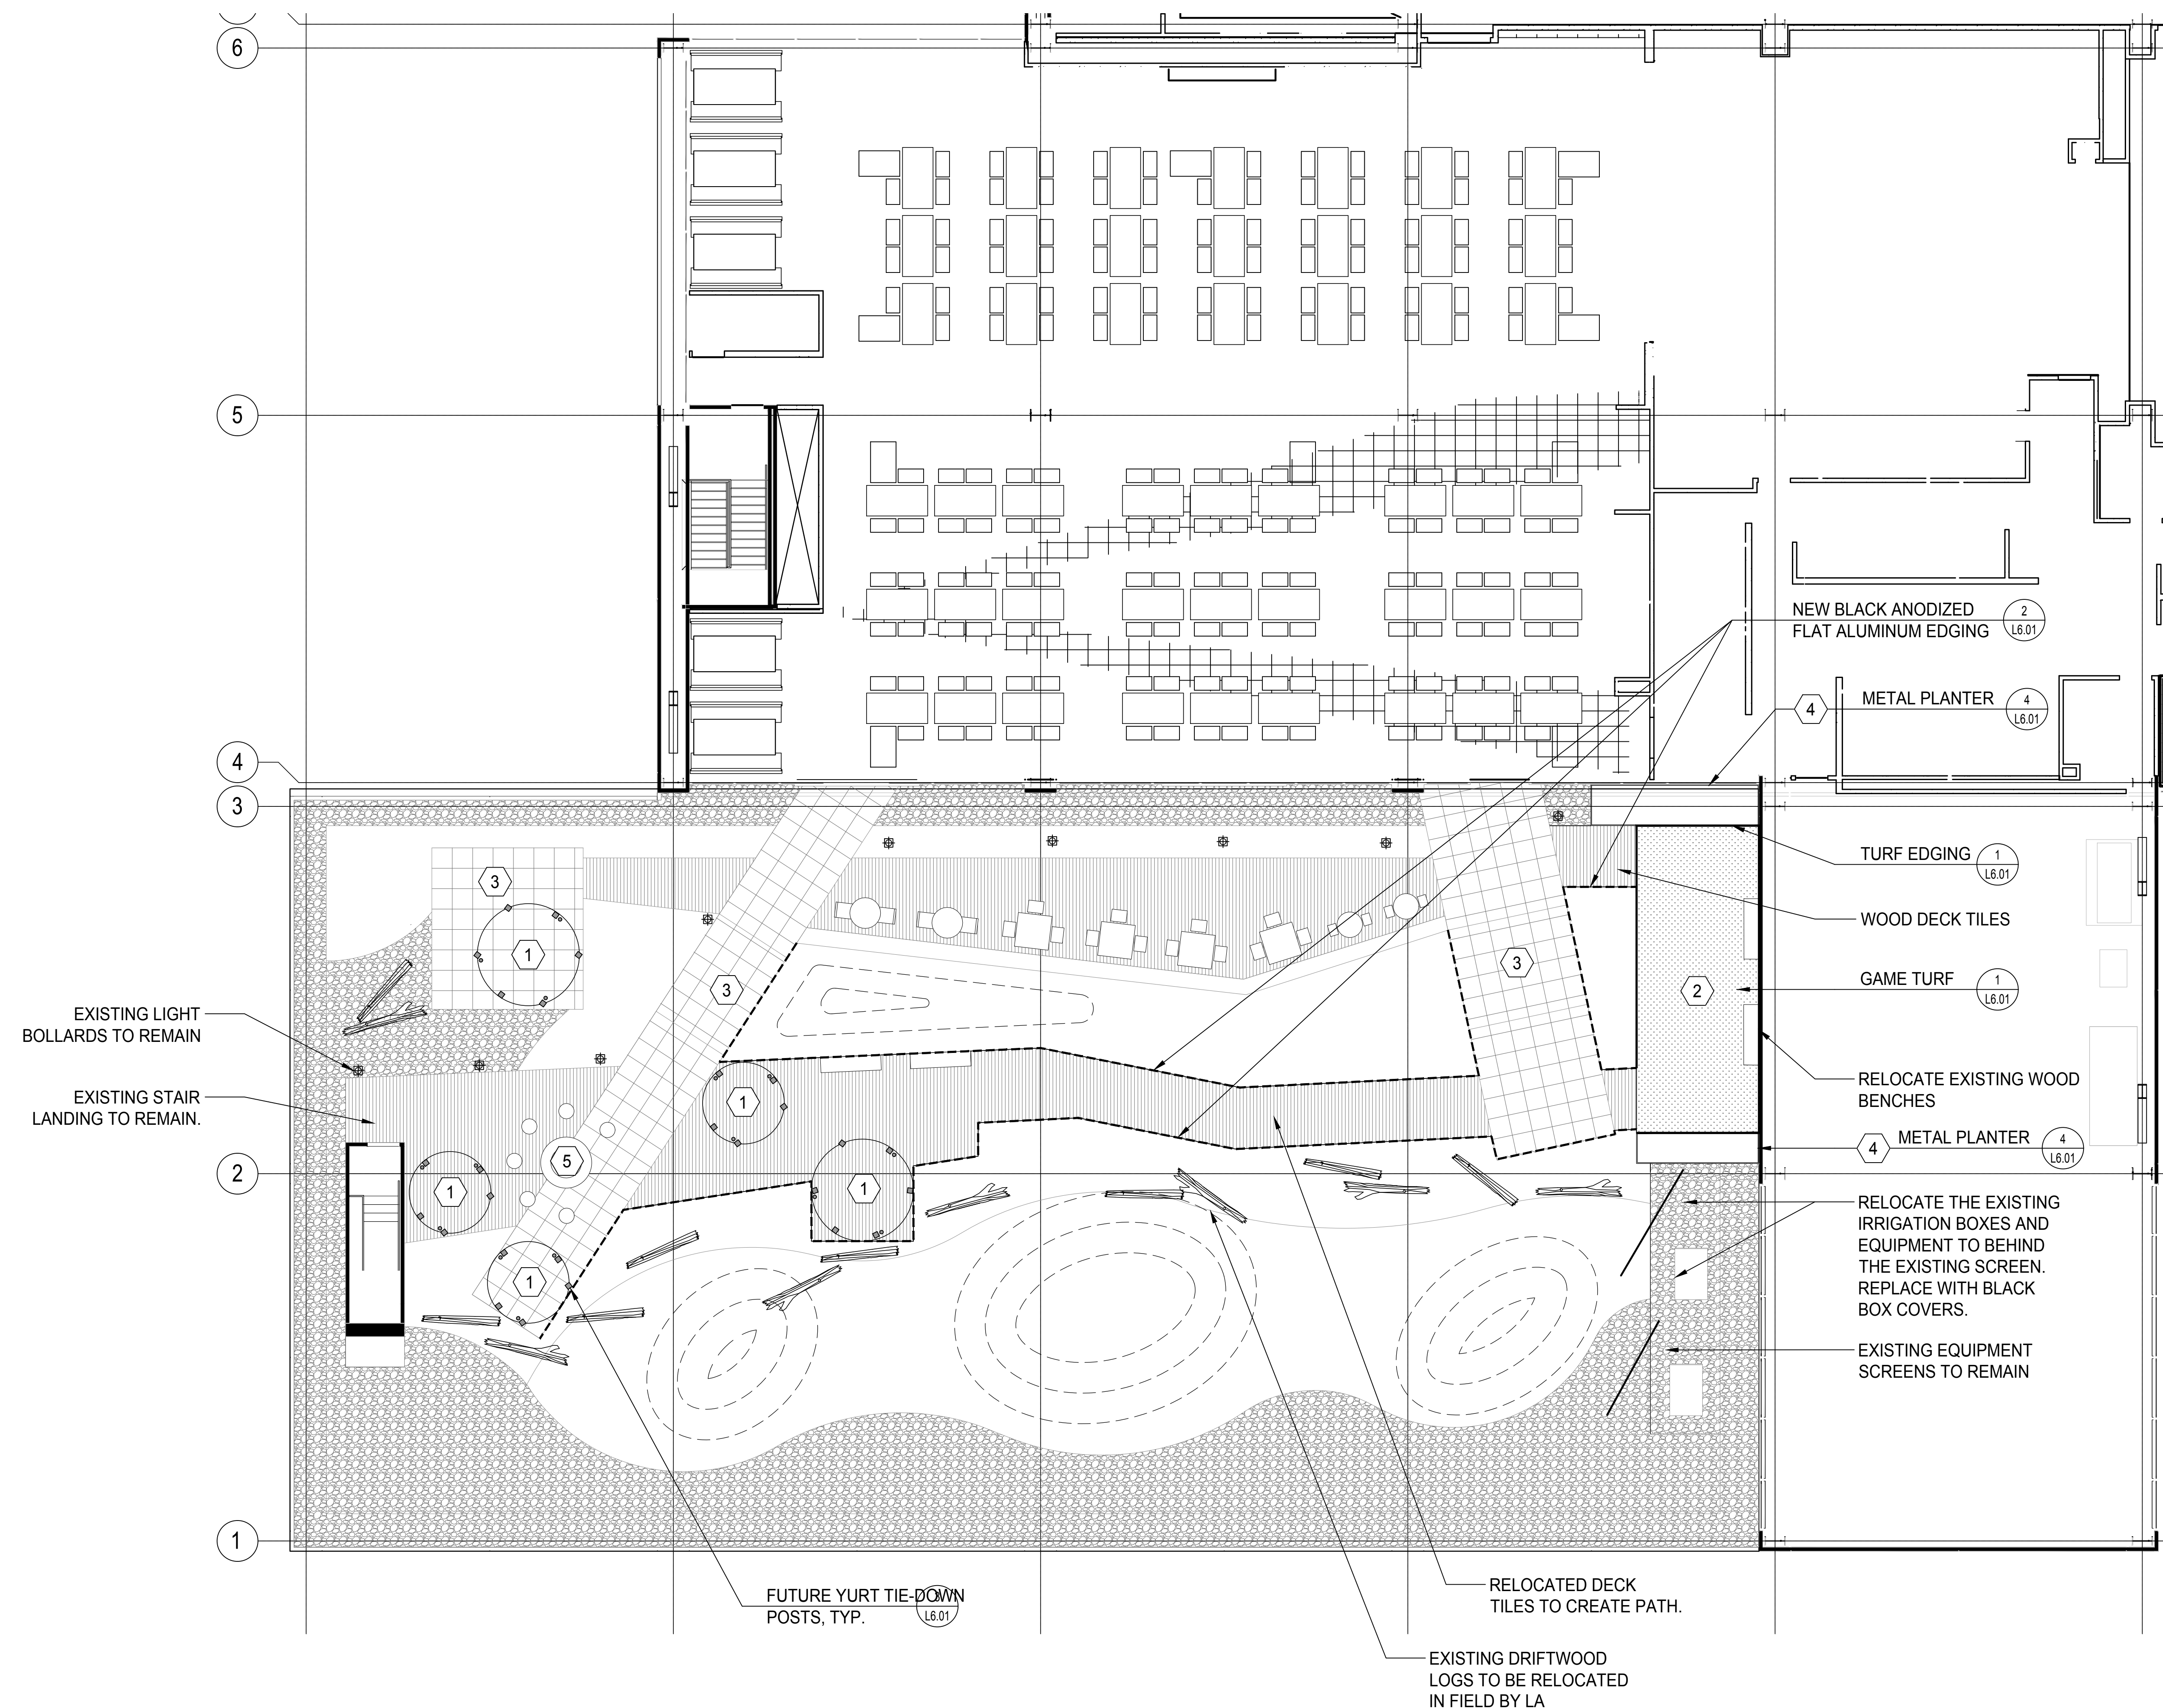 6
5
NEW BLACK ANODIZED
FLAT ALUMINUM EDGING
2
L6.01
4
METAL PLANTER
4
L6.01
4
3
TURF EDGING
1
L6.01
WOOD DECK TILES
3
1
3
3
2
GAME TURF
1
L6.01
EXISTING LIGHT
BOLLARDS TO REMAIN
EXISTING STAIR
LANDING TO REMAIN.
RELOCATE EXISTING WOOD
BENCHES
1
5
1
1
1
4
METAL PLANTER
4
L6.01
2
RELOCATE THE EXISTING
IRRIGATION BOXES AND
EQUIPMENT TO BEHIND
THE EXISTING SCREEN.
REPLACE WITH BLACK
BOX COVERS.
EXISTING EQUIPMENT
SCREENS TO REMAIN
1
FUTURE YURT TIE-DOWN
POSTS, TYP.
L6.01
RELOCATED DECK
TILES TO CREATE PATH.
EXISTING DRIFTWOOD
LOGS TO BE RELOCATED
IN FIELD BY LA